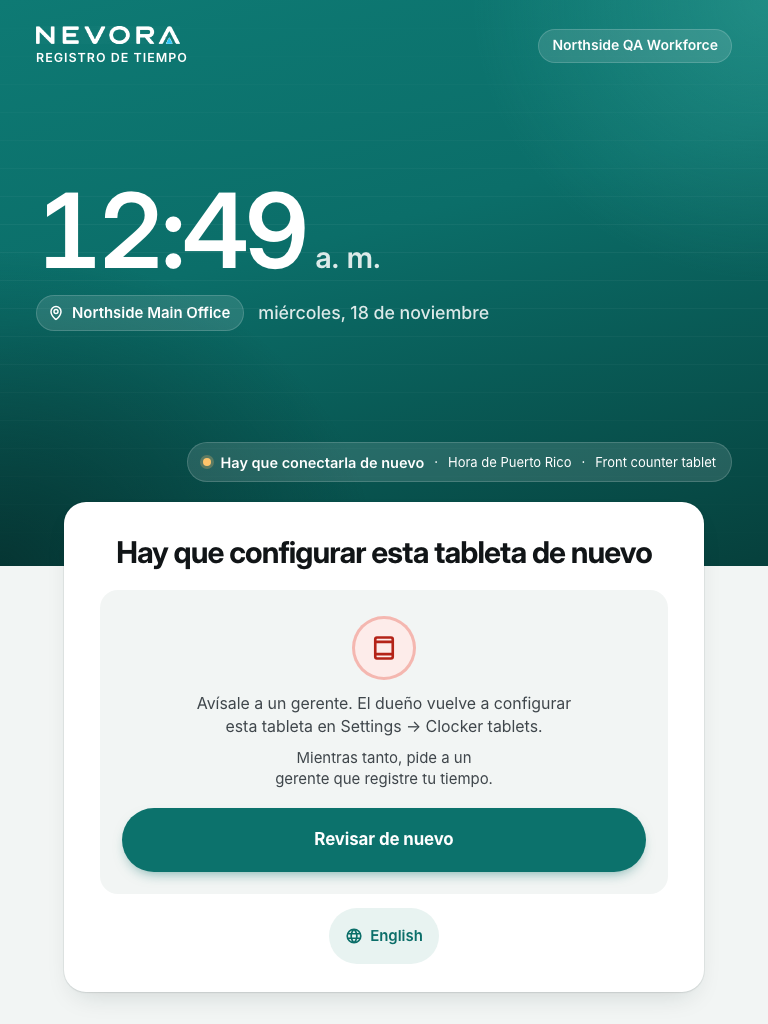 NEVORA
REGISTRO DE TIEMPO
Northside QA Workforce
12:49 a. m.
Northside Main Office
miércoles, 18 de noviembre
Hay que conectarla de nuevo · Hora de Puerto Rico · Front counter tablet
Hay que configurar esta tableta de nuevo
Avísale a un gerente. El dueño vuelve a configurar
esta tableta en Settings → Clocker tablets.
Mientras tanto, pide a un
gerente que registre tu tiempo.
Revisar de nuevo
English